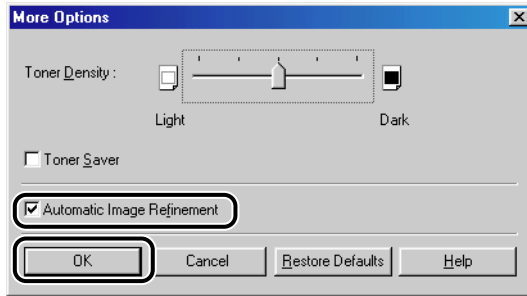 More Options
Toner Density :
Light Dark
Toner Saver
Automatic Image Refinement
OK Cancel Restore Defaults Help